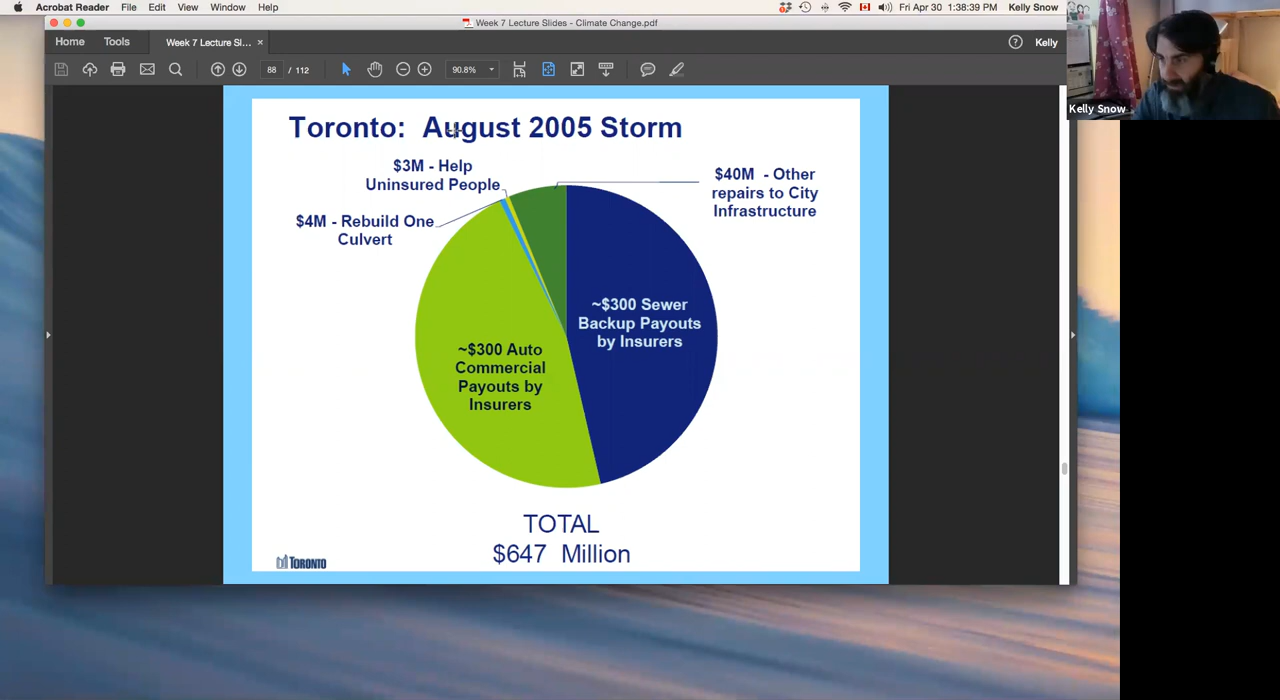 Acrobat Reader File Edit View Window Help
Fri Apr 30 1:38:39 PM Kelly Snow
Week 7 Lecture Slides - Climate Change.pdf
Home Tools Week 7 Lecture Sl... ×
? Kelly
88 / 112 90.8%
Kelly Snow
Toronto: August 2005 Storm
$3M - Help
Uninsured People
$4M - Rebuild One
Culvert
$40M - Other
repairs to City
Infrastructure
~$300 Sewer
Backup Payouts
by Insurers
~$300 Auto
Commercial
Payouts by
Insurers
TOTAL
$647 Million
TORONTO